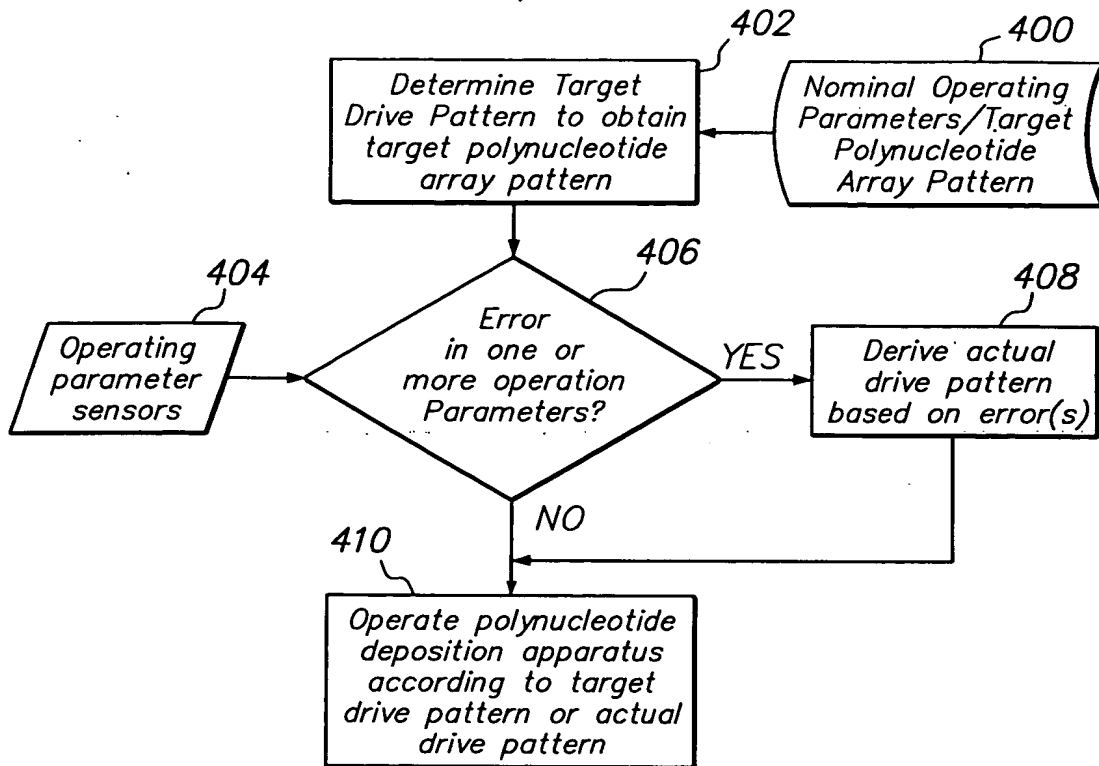 402
Determine Target
Drive Pattern to obtain
target polynucleotide
array pattern
400
Nominal Operating
Parameters/Target
Polynucleotide
Array Pattern
404
Operating
parameter
sensors
406
Error
in one or
more operation
Parameters?
YES
408
Derive actual
drive pattern
based on error(s)
NO
410
Operate polynucleotide
deposition apparatus
according to target
drive pattern or actual
drive pattern